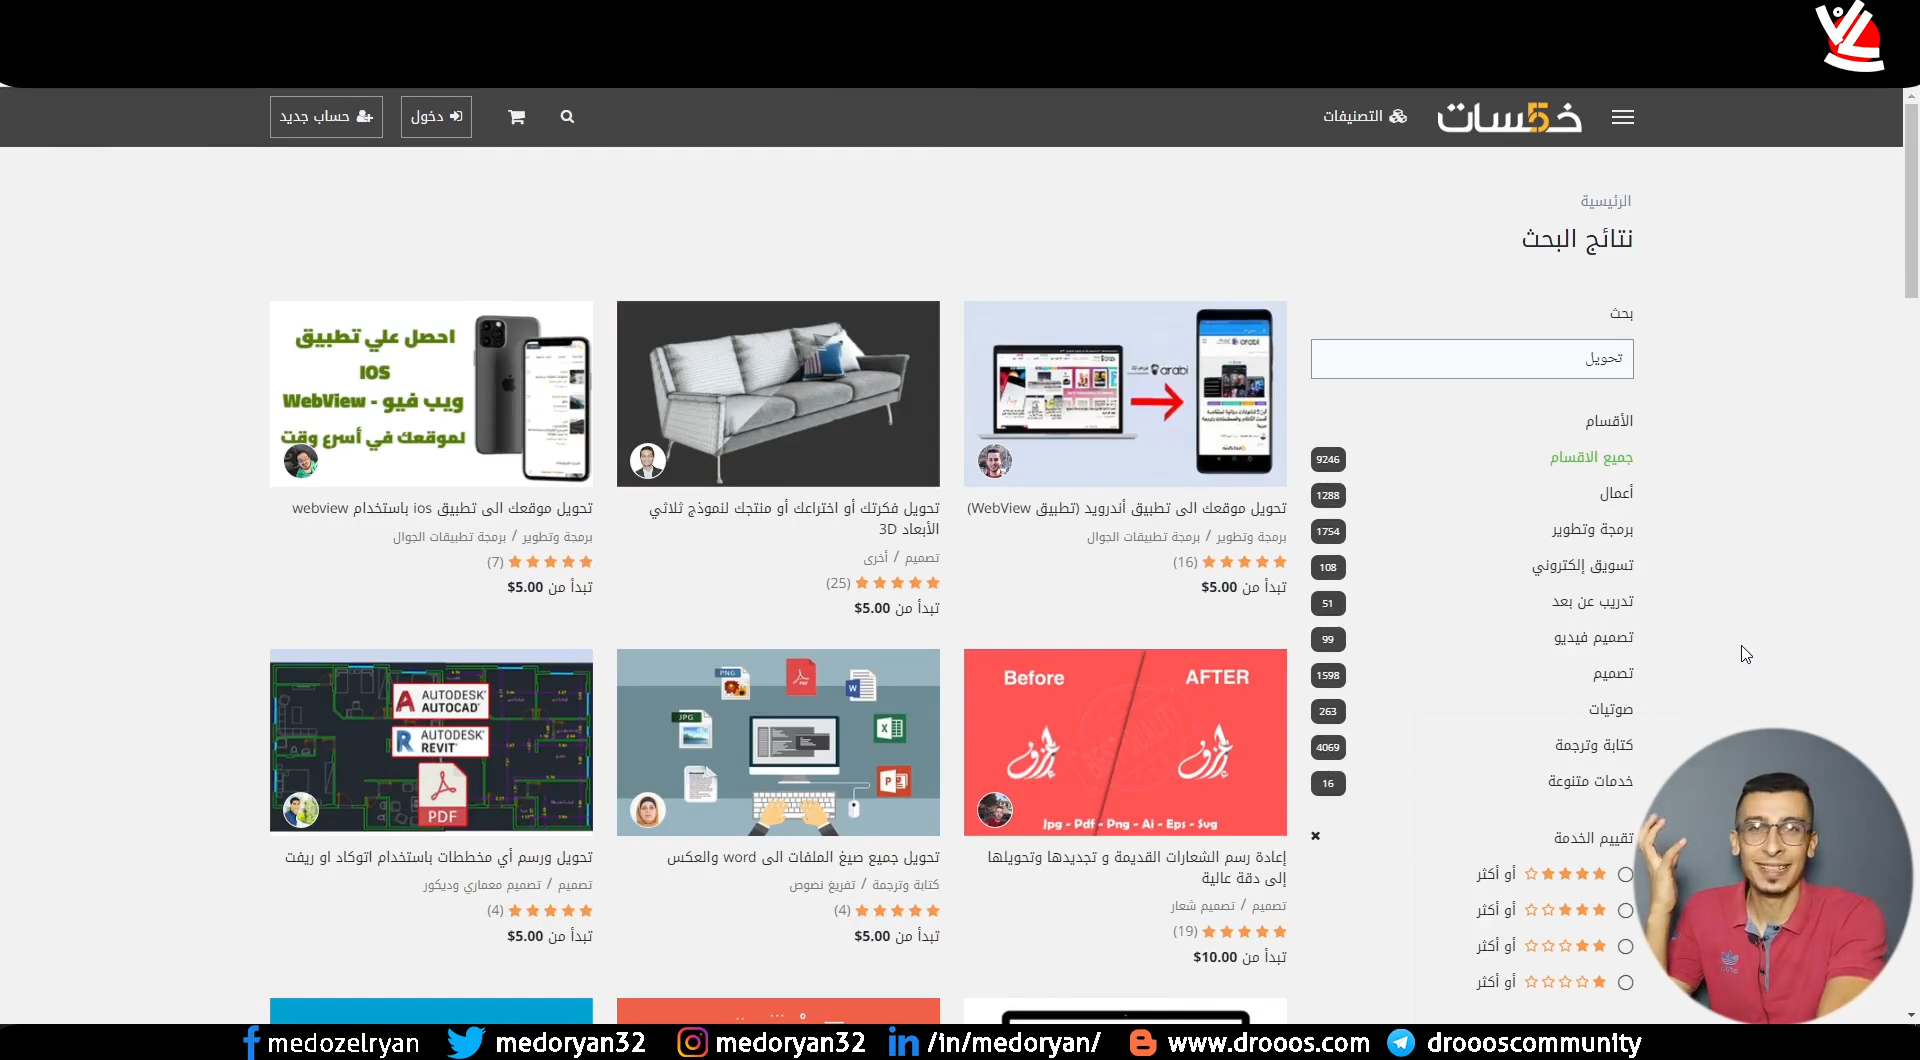 خمسات
التصنيفات
دخول
حساب جديد
الرئيسية
نتائج البحث
بحث
تحويل
الأقسام
جميع الاقسام 9246
أعمال 1288
برمجة وتطوير 1754
تسويق إلكتروني 108
تدريب عن بعد 51
تصميم فيديو 99
تصميم 1598
صوتيات 263
كتابة وترجمة 4069
خدمات متنوعة 16
تقييم الخدمة
أو أكثر
أو أكثر
أو أكثر
أو أكثر
arabi
تحويل موقعك الى تطبيق أندرويد (تطبيق WebView)
برمجة وتطوير / برمجة تطبيقات الجوال
(16)
تبدأ من $5.00
تحويل فكرتك أو اختراعك أو منتجك لنموذج ثلاثي
الأبعاد 3D
تصميم / أخرى
(25)
تبدأ من $5.00
احصل علي تطبيق
IOS
ويب فيو - WebView
لموقعك في أسرع وقت
تحويل موقعك الى تطبيق ios باستخدام webview
برمجة وتطوير / برمجة تطبيقات الجوال
(7)
تبدأ من $5.00
Before
AFTER
Jpg - Pdf - Png - Ai - Eps - Svg
إعادة رسم الشعارات القديمة و تجديدها وتحويلها
إلى دقة عالية
تصميم / تصميم شعار
(19)
تبدأ من $10.00
PNG
JPG
تحويل جميع صيغ الملفات الى word والعكس
كتابة وترجمة / تفريغ نصوص
(4)
تبدأ من $5.00
AUTODESK
AUTOCAD
AUTODESK
REVIT
PDF
تحويل ورسم أي مخططات باستخدام اتوكاد او ريفت
تصميم / تصميم معماري وديكور
(4)
تبدأ من $5.00
medozelryan medoryan32 medoryan32 /in/medoryan/ www.drooos.com droooscommunity